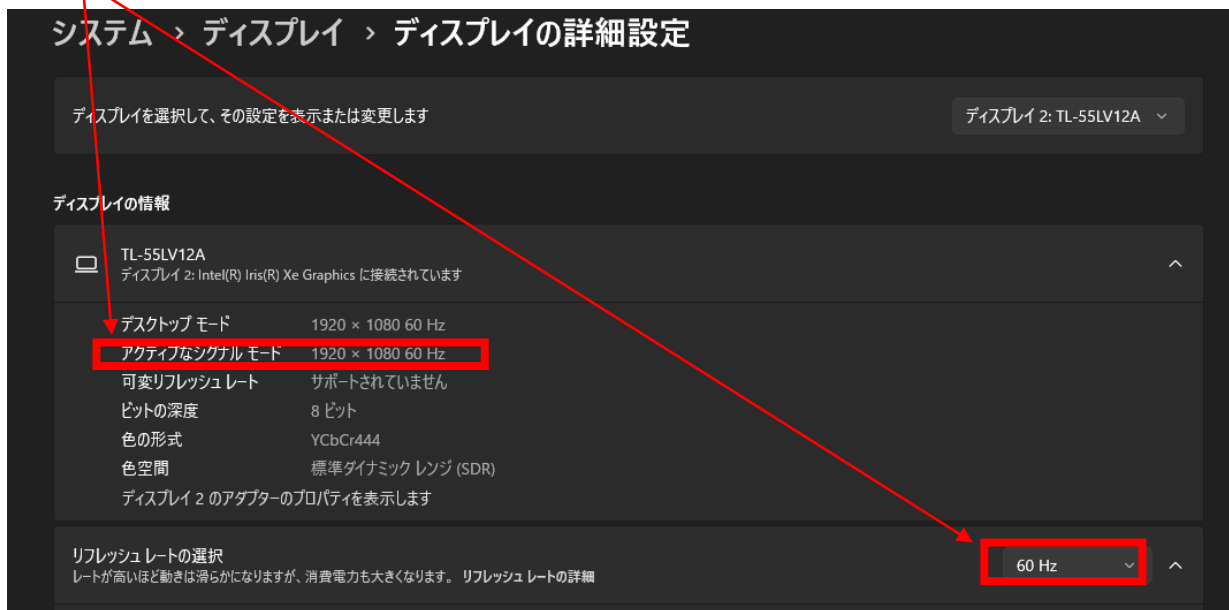 システム > ディスプレイ > ディスプレイの詳細設定
ディスプレイを選択して、その設定を表示または変更します
ディスプレイ 2: TL-55LV12A
ディスプレイの情報
TL-55LV12A
ディスプレイ 2: Intel(R) Iris(R) Xe Graphics に接続されています
デスクトップ モード 1920 × 1080 60 Hz
アクティブなシグナル モード 1920 × 1080 60 Hz
可変リフレッシュ レート サポートされていません
ビットの深度 8 ビット
色の形式 YCbCr444
色空間 標準ダイナミック レンジ (SDR)
ディスプレイ 2 のアダプターのプロパティを表示します
リフレッシュ レートの選択
レートが高いほど動きは滑らかになりますが、消費電力も大きくなります。 リフレッシュ レートの詳細
60 Hz